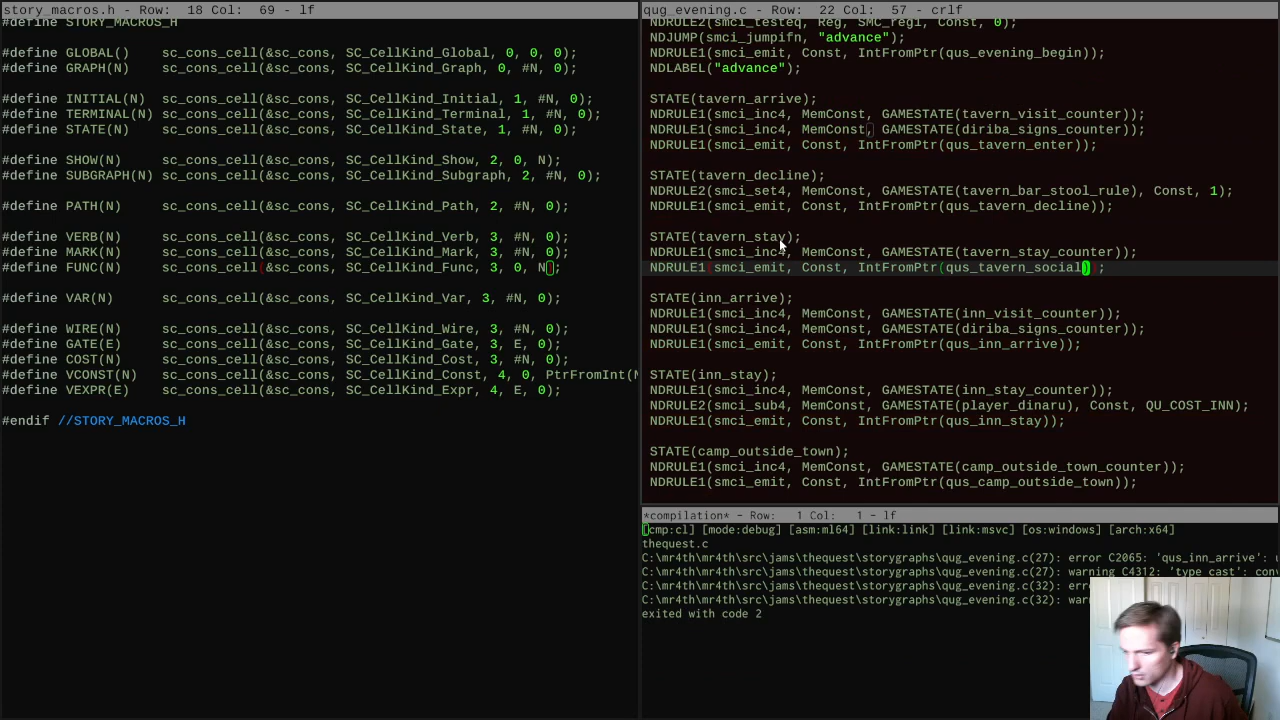 story_macros.h - Row: 18 Col: 69 - lf
#define STORY_MACROS_H
#define GLOBAL() sc_cons_cell(&sc_cons, SC_CellKind_Global, 0, 0, 0);
#define GRAPH(N) sc_cons_cell(&sc_cons, SC_CellKind_Graph, 0, #N, 0);
#define INITIAL(N) sc_cons_cell(&sc_cons, SC_CellKind_Initial, 1, #N, 0);
#define TERMINAL(N) sc_cons_cell(&sc_cons, SC_CellKind_Terminal, 1, #N, 0);
#define STATE(N) sc_cons_cell(&sc_cons, SC_CellKind_State, 1, #N, 0);
#define SHOW(N) sc_cons_cell(&sc_cons, SC_CellKind_Show, 2, 0, N);
#define SUBGRAPH(N) sc_cons_cell(&sc_cons, SC_CellKind_Subgraph, 2, #N, 0);
#define PATH(N) sc_cons_cell(&sc_cons, SC_CellKind_Path, 2, #N, 0);
#define VERB(N) sc_cons_cell(&sc_cons, SC_CellKind_Verb, 3, #N, 0);
#define MARK(N) sc_cons_cell(&sc_cons, SC_CellKind_Mark, 3, #N, 0);
#define FUNC(N) sc_cons_cell(&sc_cons, SC_CellKind_Func, 3, 0, N);
#define VAR(N) sc_cons_cell(&sc_cons, SC_CellKind_Var, 3, #N, 0);
#define WIRE(N) sc_cons_cell(&sc_cons, SC_CellKind_Wire, 3, #N, 0);
#define GATE(E) sc_cons_cell(&sc_cons, SC_CellKind_Gate, 3, E, 0);
#define COST(N) sc_cons_cell(&sc_cons, SC_CellKind_Cost, 3, #N, 0);
#define VCONST(N) sc_cons_cell(&sc_cons, SC_CellKind_Const, 4, 0, PtrFromInt(
#define VEXPR(E) sc_cons_cell(&sc_cons, SC_CellKind_Expr, 4, E, 0);
#endif //STORY_MACROS_H
qug_evening.c - Row: 22 Col: 57 - crlf
NDRULE2(smci_testeq, Reg, SMC_reg1, Const, 0);
NDJUMP(smci_jumpifn, "advance");
NDRULE1(smci_emit, Const, IntFromPtr(qus_evening_begin));
NDLABEL("advance");
STATE(tavern_arrive);
NDRULE1(smci_inc4, MemConst, GAMESTATE(tavern_visit_counter));
NDRULE1(smci_inc4, MemConst, GAMESTATE(diriba_signs_counter));
NDRULE1(smci_emit, Const, IntFromPtr(qus_tavern_enter));
STATE(tavern_decline);
NDRULE2(smci_set4, MemConst, GAMESTATE(tavern_bar_stool_rule), Const, 1);
NDRULE1(smci_emit, Const, IntFromPtr(qus_tavern_decline));
STATE(tavern_stay);
NDRULE1(smci_inc4, MemConst, GAMESTATE(tavern_stay_counter));
NDRULE1(smci_emit, Const, IntFromPtr(qus_tavern_social));
STATE(inn_arrive);
NDRULE1(smci_inc4, MemConst, GAMESTATE(inn_visit_counter));
NDRULE1(smci_inc4, MemConst, GAMESTATE(diriba_signs_counter));
NDRULE1(smci_emit, Const, IntFromPtr(qus_inn_arrive));
STATE(inn_stay);
NDRULE1(smci_inc4, MemConst, GAMESTATE(inn_stay_counter));
NDRULE2(smci_sub4, MemConst, GAMESTATE(player_dinaru), Const, QU_COST_INN);
NDRULE1(smci_emit, Const, IntFromPtr(qus_inn_stay));
STATE(camp_outside_town);
NDRULE1(smci_inc4, MemConst, GAMESTATE(camp_outside_town_counter));
NDRULE1(smci_emit, Const, IntFromPtr(qus_camp_outside_town));
*compilation* - Row: 1 Col: 1 - lf
[cmp:cl] [mode:debug] [asm:ml64] [link:link] [link:msvc] [os:windows] [arch:x64]
thequest.c
C:\mr4th\mr4th\src\jams\thequest\storygraphs\qug_evening.c(27): error C2065: 'qus_inn_arrive':
C:\mr4th\mr4th\src\jams\thequest\storygraphs\qug_evening.c(27): warning C4312: 'type cast':
C:\mr4th\mr4th\src\jams\thequest\storygraphs\qug_evening.c(32):
C:\mr4th\mr4th\src\jams\thequest\storygraphs\qug_evening.c(32):
exited with code 2